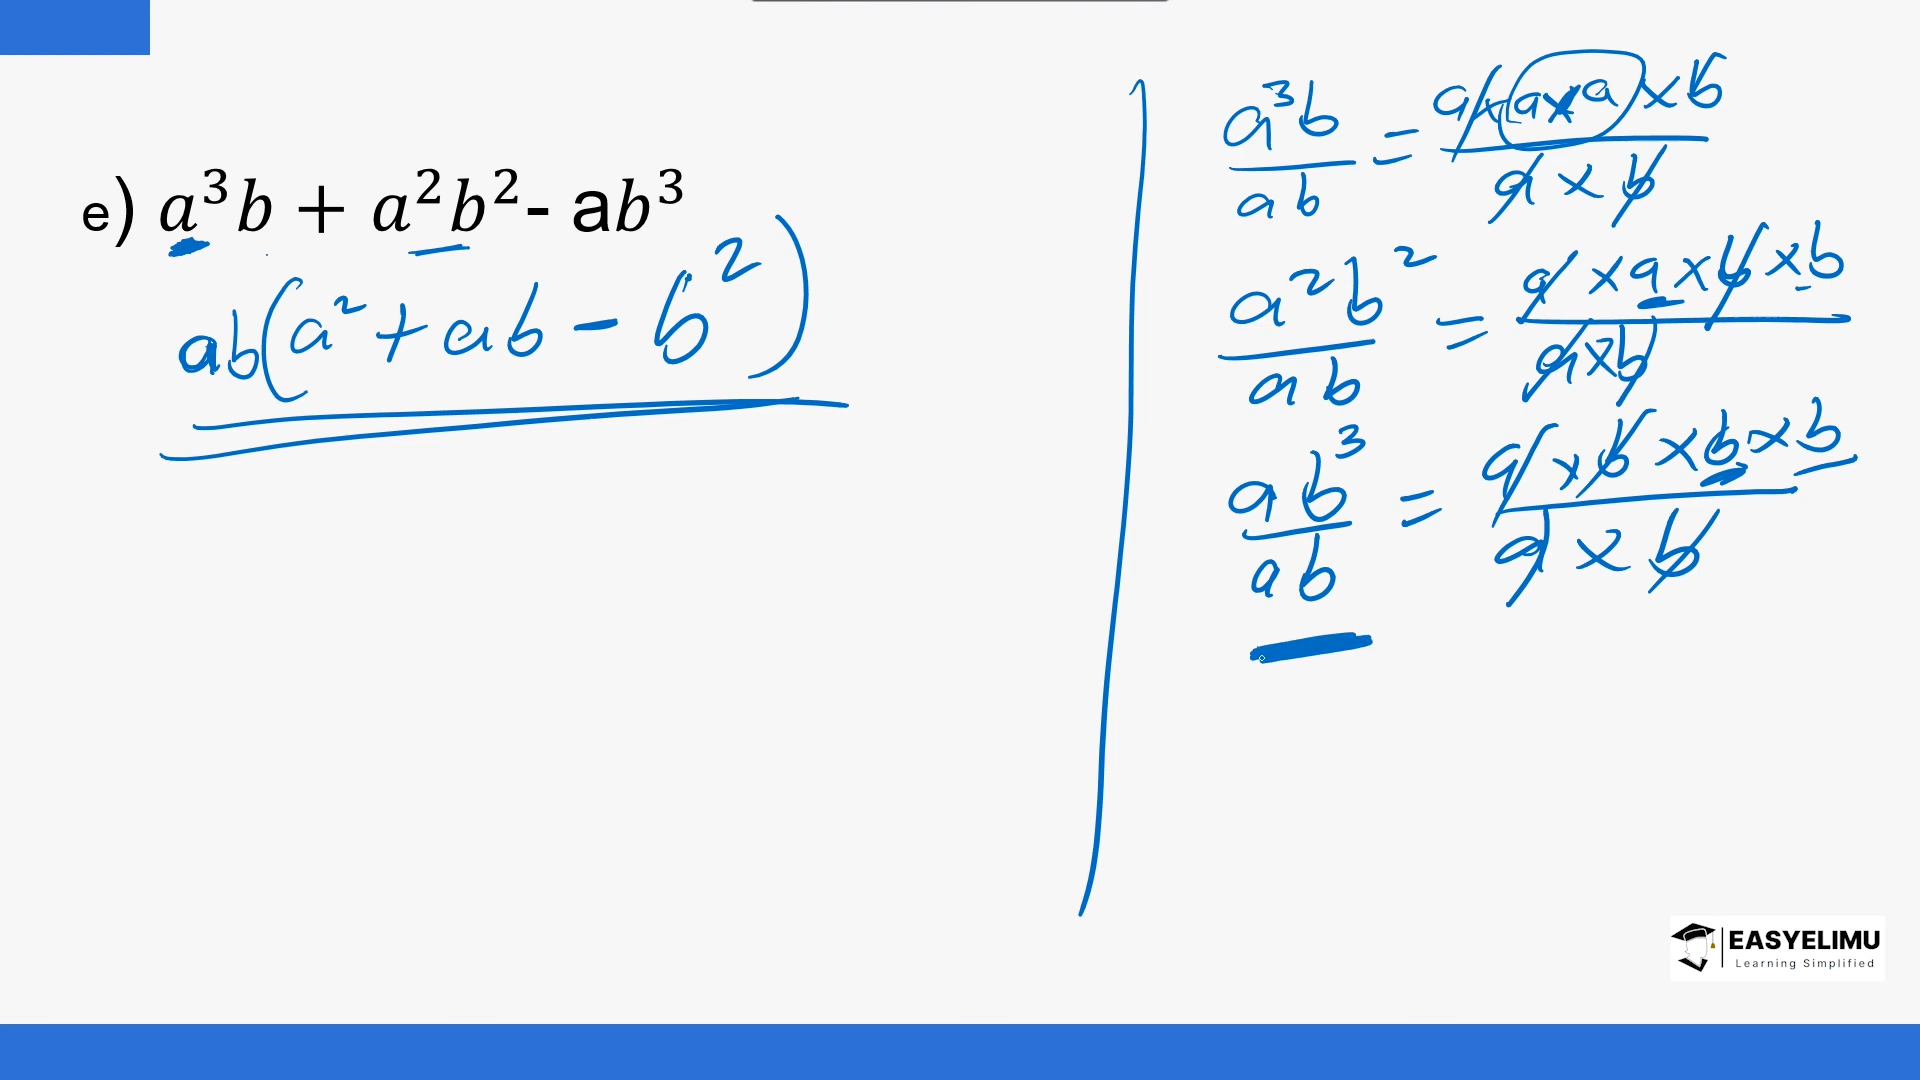 e) a³b + a²b² - ab³
ab(a² + ab - b²)
a³b/ab = a×a×a×b/a×b
a²b²/ab = a×a×b×b/a×b
ab³/ab = a×b×b×b/a×b
EASYELIMU
Learning Simplified